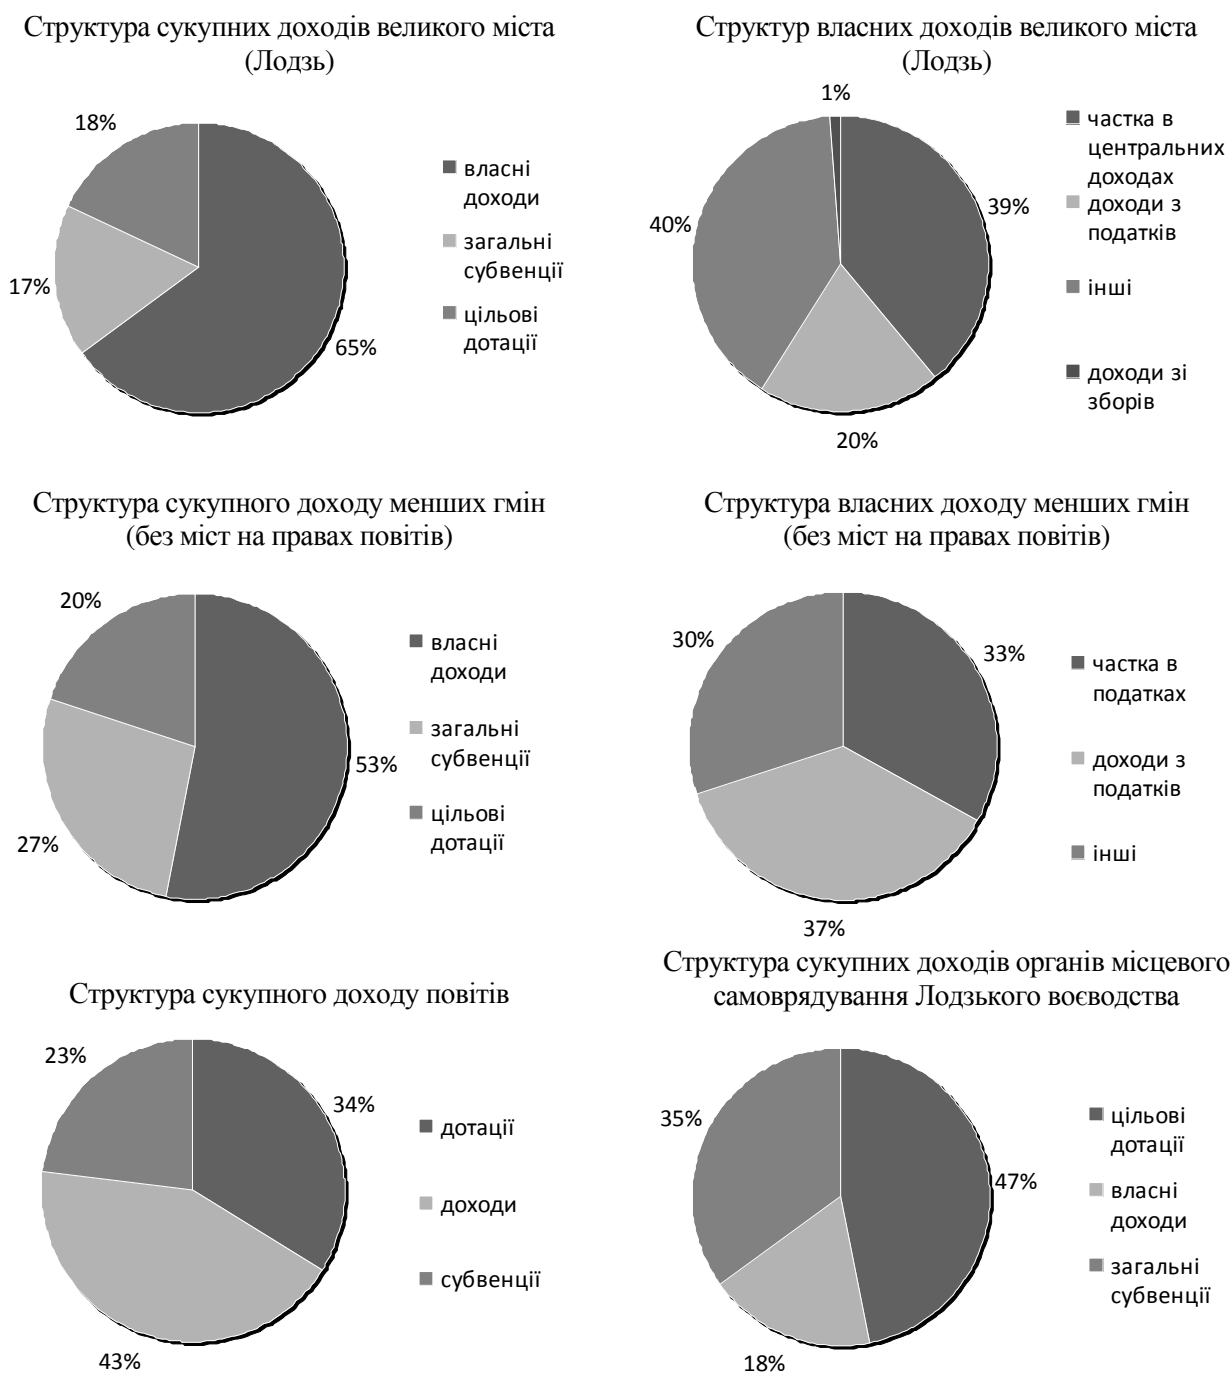 Структура сукупних доходів великого міста
(Лодзь)
18%
17%
65%
власні
доходи
загальні
субвенції
цільові
дотації
Структур власних доходів великого міста
(Лодзь)
1%
39%
40%
20%
частка в
центральних
доходах
доходи з
податків
інші
доходи зі
зборів
Структура сукупного доходу менших гмін
(без міст на правах повітів)
20%
53%
27%
власні
доходи
загальні
субвенції
цільові
дотації
Структура власних доходу менших гмін
(без міст на правах повітів)
30%
33%
37%
частка в
податках
доходи з
податків
інші
Структура сукупного доходу повітів
23%
34%
43%
дотації
доходи
субвенції
Структура сукупних доходів органів місцевого
самоврядування Лодзького воєводства
35%
47%
18%
цільові
дотації
власні
доходи
загальні
субвенції